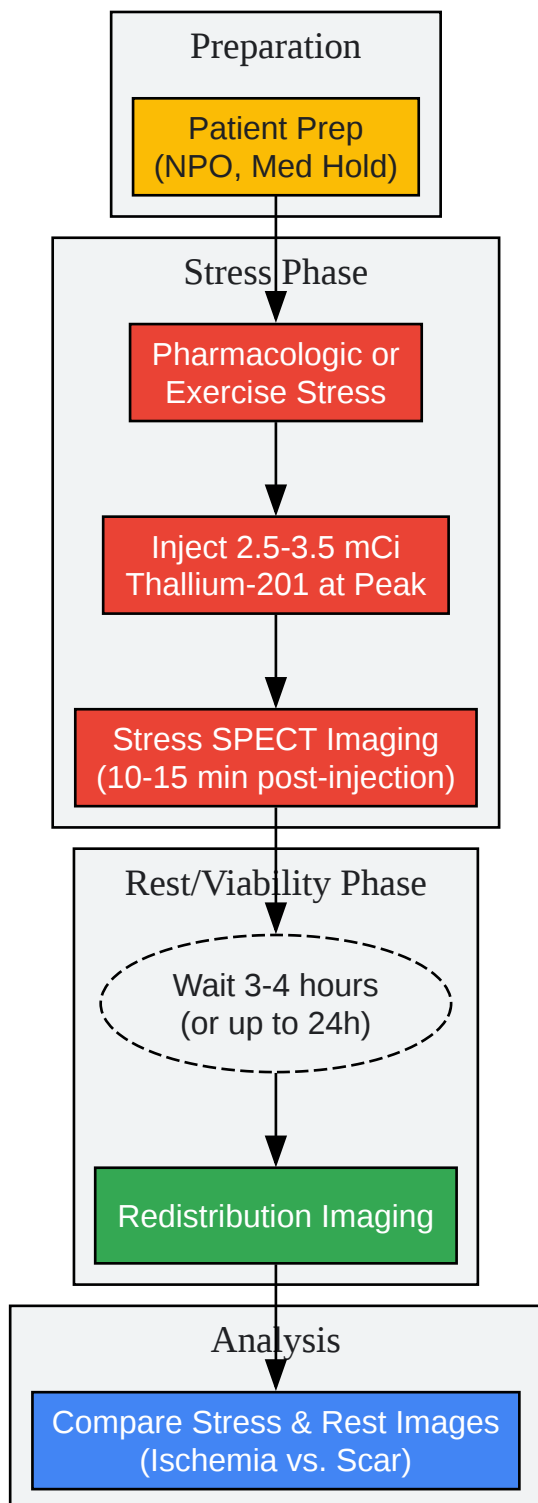 Preparation
Patient Prep
(NPO, Med Hold)
Stress Phase
Pharmacologic or
Exercise Stress
Inject 2.5-3.5 mCi
Thallium-201 at Peak
Stress SPECT Imaging
(10-15 min post-injection)
Rest/Viability Phase
Wait 3-4 hours
(or up to 24h)
Redistribution Imaging
Analysis
Compare Stress & Rest Images
(Ischemia vs. Scar)